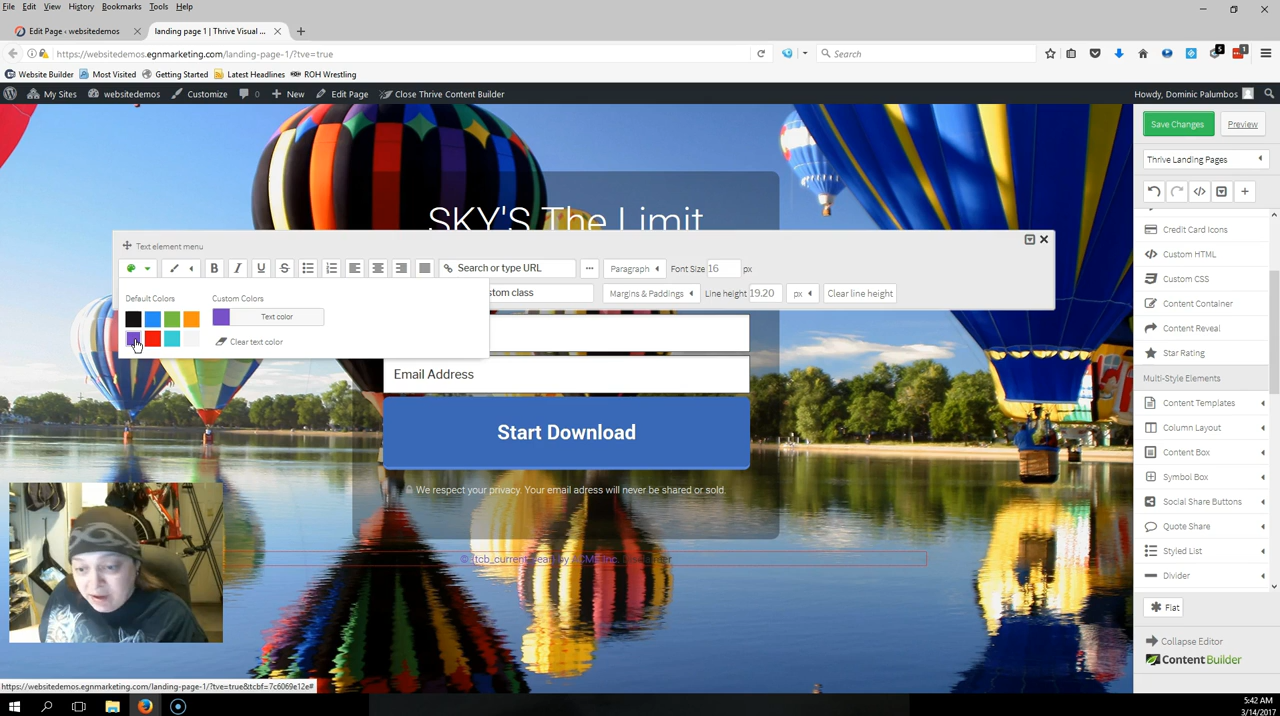 File Edit View History Bookmarks Tools Help
Edit Page ‹ websitedemos
landing page 1 | Thrive Visual ...
https://websitedemos.egnmarketing.com/landing-page-1/?tve=true
Search
5
1
Website Builder Most Visited Getting Started Latest Headlines ROH Wrestling
My Sites websitedemos Customize 0 New Edit Page Close Thrive Content Builder
Howdy, Dominic Palumbos
Save Changes
Preview
Thrive Landing Pages
SKY'S The Limit
Text element menu
Search or type URL
Paragraph
Font Size 16 px
Default Colors
Custom Colors
Text color
Clear text color
tom class
Margins & Paddings
Line height 19.20 px
Clear line height
Email Address
Start Download
We respect your privacy. Your email adress will never be shared or sold.
Credit Card Icons
Custom HTML
Custom CSS
Content Container
Content Reveal
Star Rating
Multi-Style Elements
Content Templates
Column Layout
Content Box
Symbol Box
Social Share Buttons
Quote Share
Styled List
Divider
Flat
Collapse Editor
Content Builder
https://websitedemos.egnmarketing.com/landing-page-1/?tve=true&tcbf=7c6069e12e#
5:42 AM
3/14/2017